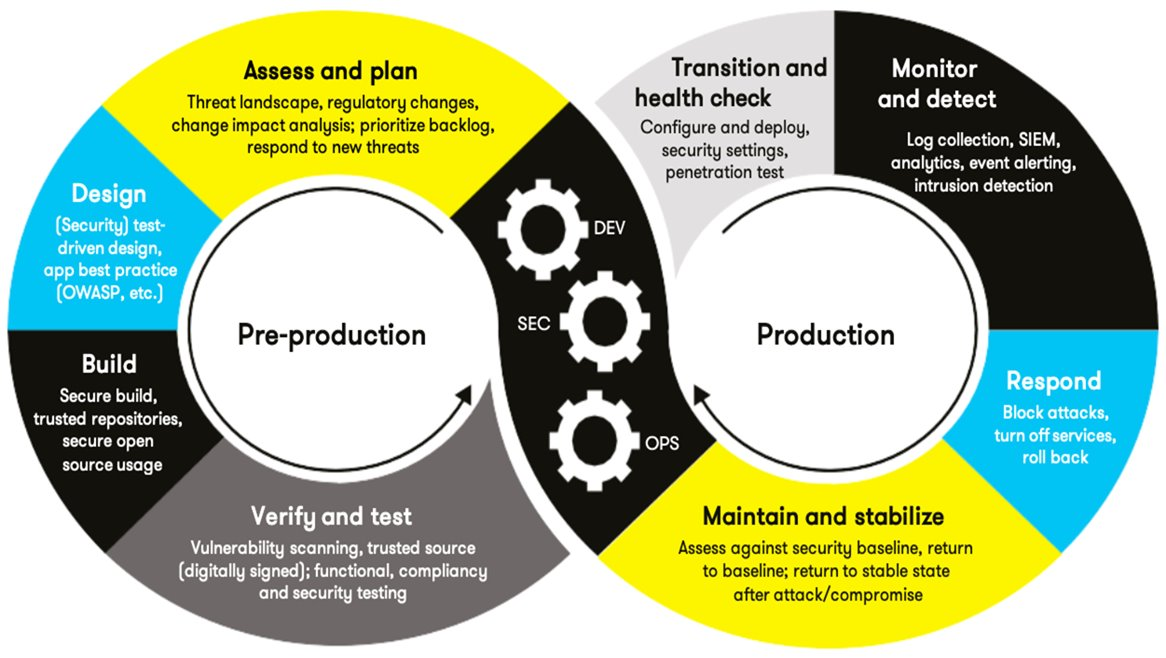 Assess and plan
Threat landscape, regulatory changes,
change impact analysis; prioritize backlog,
respond to new threats
Design
(Security) test-
driven design,
app best practice
(OWASP, etc.)
Build
Secure build,
trusted repositories,
secure open
source usage
Verify and test
Vulnerability scanning, trusted source
(digitally signed); functional, compliancy
and security testing
Pre-production
DEV
SEC
OPS
Transition and
health check
Configure and deploy,
security settings,
penetration test
Monitor
and detect
Log collection, SIEM,
analytics, event alerting,
intrusion detection
Respond
Block attacks,
turn off services,
roll back
Maintain and stabilize
Assess against security baseline, return
to baseline; return to stable state
after attack/compromise
Production